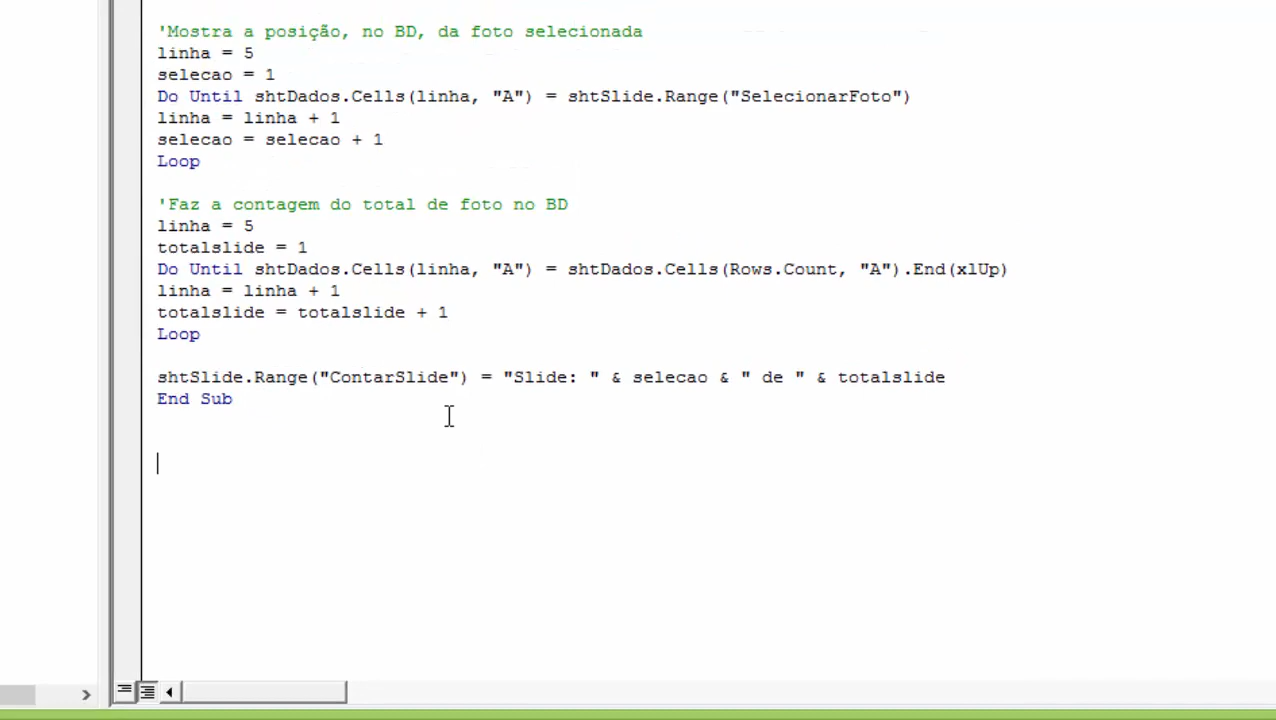 'Mostra a posição, no BD, da foto selecionada
linha = 5
selecao = 1
Do Until shtDados.Cells(linha, "A") = shtSlide.Range("SelecionarFoto")
linha = linha + 1
selecao = selecao + 1
Loop
'Faz a contagem do total de foto no BD
linha = 5
totalslide = 1
Do Until shtDados.Cells(linha, "A") = shtDados.Cells(Rows.Count, "A").End(xlUp)
linha = linha + 1
totalslide = totalslide + 1
Loop
shtSlide.Range("ContarSlide") = "Slide: " & selecao & " de " & totalslide
End Sub